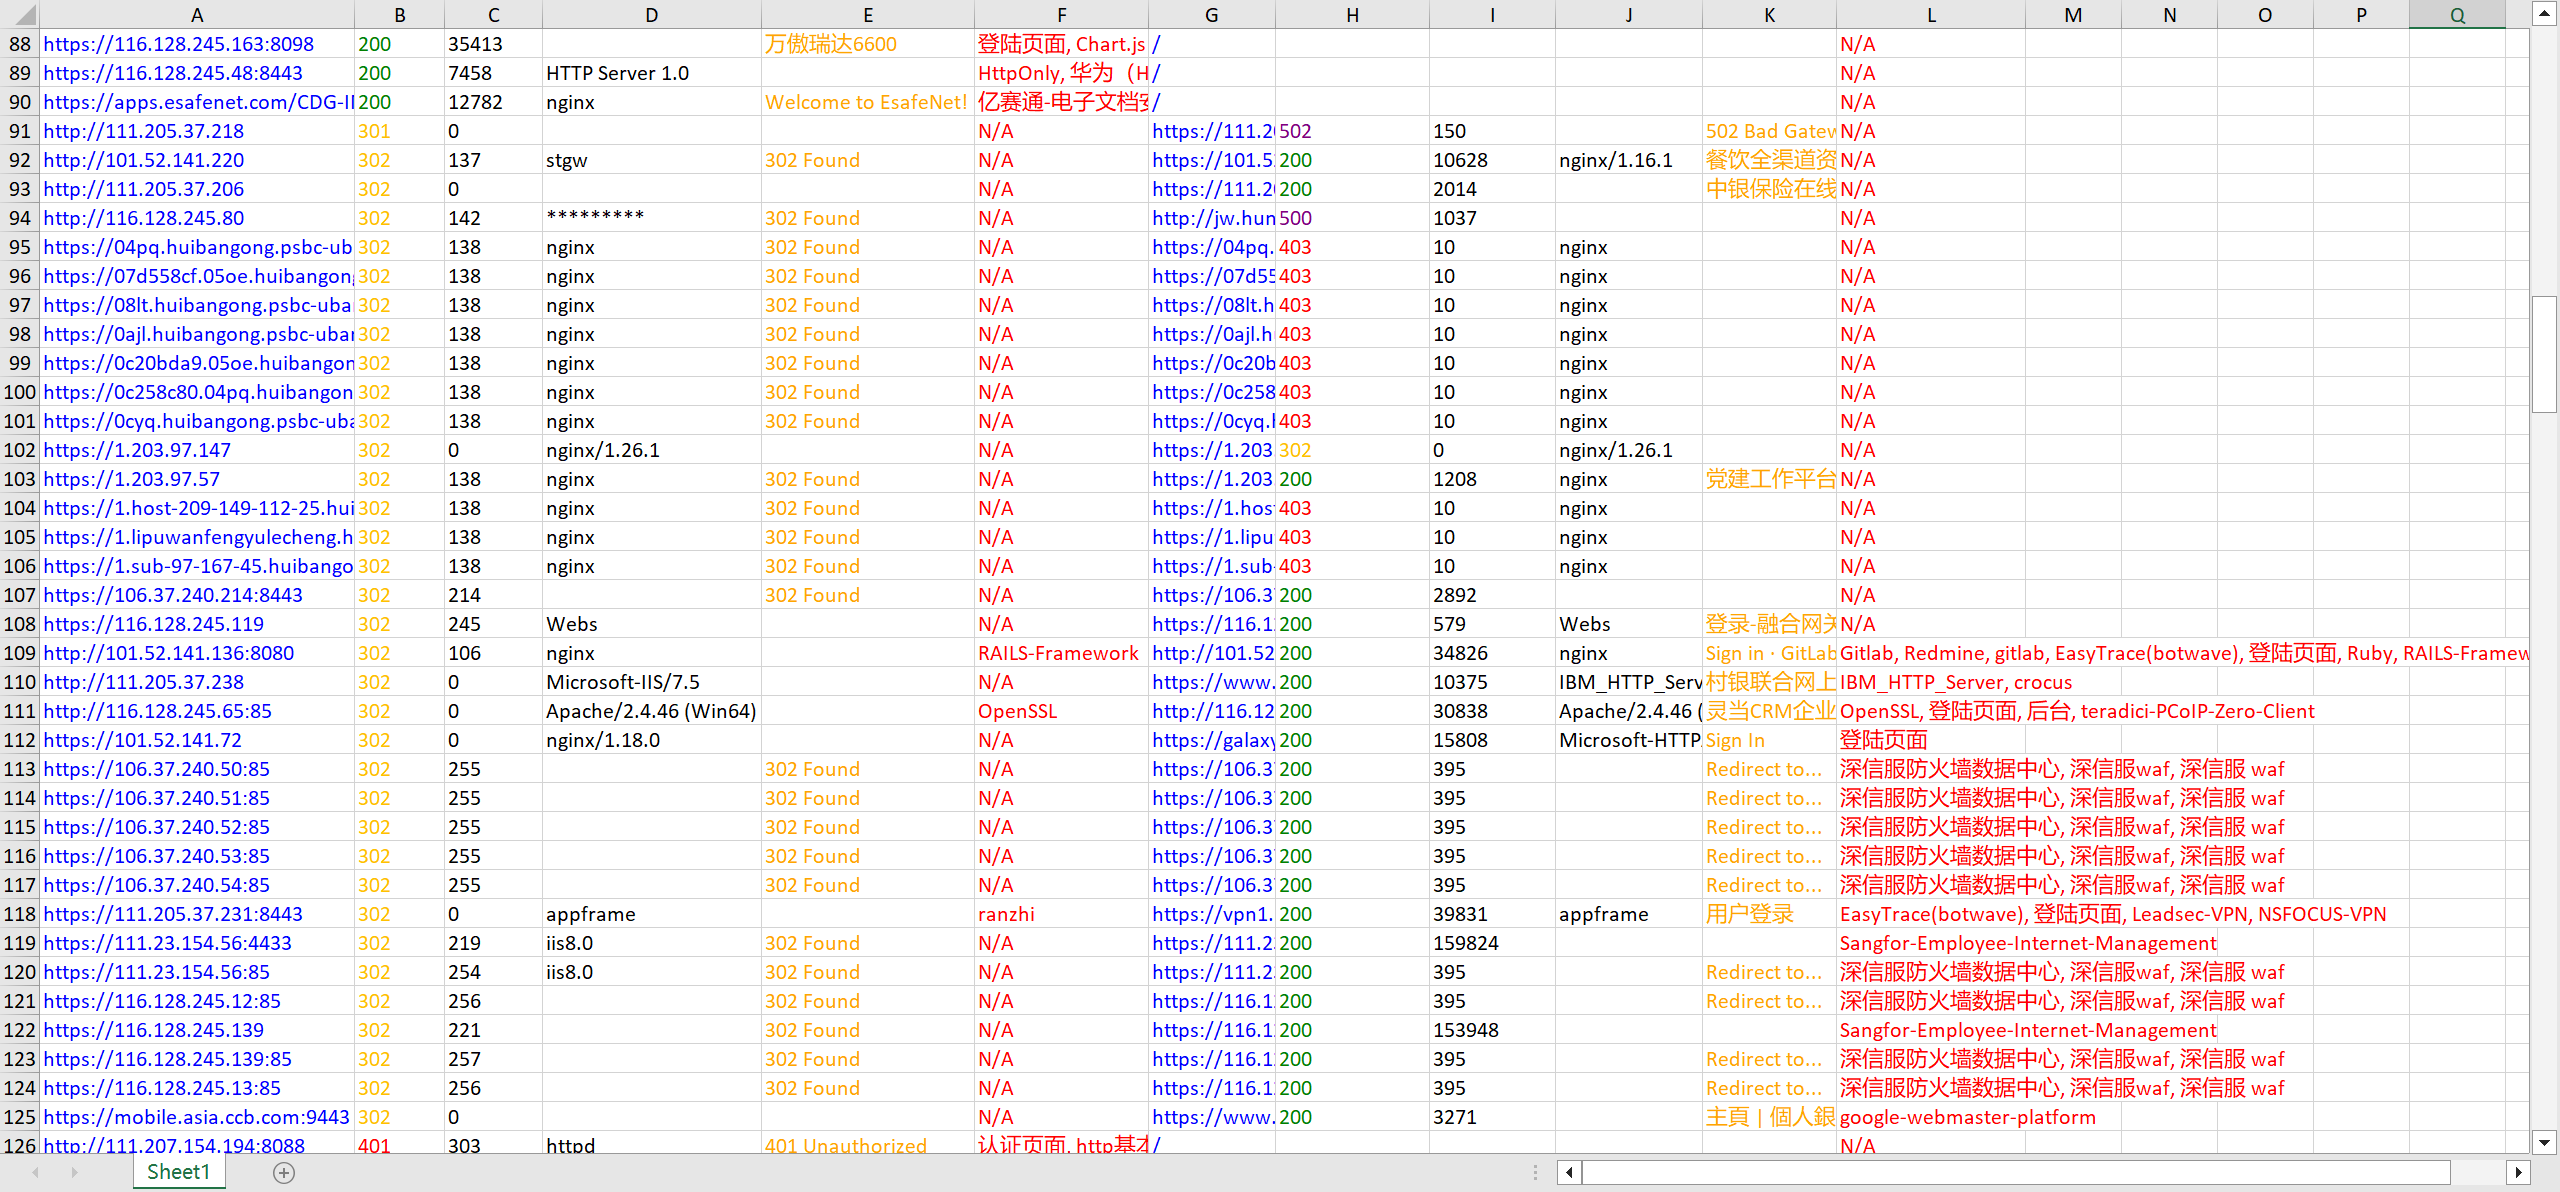 A B C D E F G H I J K L M N O P Q
88 https://116.128.245.163:8098 200 35413 万傲瑞达6600 登陆页面, Chart.js / N/A
89 https://116.128.245.48:8443 200 7458 HTTP Server 1.0 HttpOnly, 华为（H / N/A
90 https://apps.esafenet.com/CDG-II 200 12782 nginx Welcome to EsafeNet! 亿赛通-电子文档安 / N/A
91 http://111.205.37.218 301 0 N/A https://111.20 502 150 502 Bad Gatew N/A
92 http://101.52.141.220 302 137 stgw 302 Found N/A https://101.5 200 10628 nginx/1.16.1 餐饮全渠道资 N/A
93 http://111.205.37.206 302 0 N/A https://111.2 200 2014 中银保险在线 N/A
94 http://116.128.245.80 302 142 ********* 302 Found N/A http://jw.hun 500 1037 N/A
95 https://04pq.huibangong.psbc-ub 302 138 nginx 302 Found N/A https://04pq. 403 10 nginx N/A
96 https://07d558cf.05oe.huibangong 302 138 nginx 302 Found N/A https://07d55 403 10 nginx N/A
97 https://08lt.huibangong.psbc-uba 302 138 nginx 302 Found N/A https://08lt.h 403 10 nginx N/A
98 https://0ajl.huibangong.psbc-ubar 302 138 nginx 302 Found N/A https://0ajl.h 403 10 nginx N/A
99 https://0c20bda9.05oe.huibangon 302 138 nginx 302 Found N/A https://0c20b 403 10 nginx N/A
100 https://0c258c80.04pq.huibangon 302 138 nginx 302 Found N/A https://0c258 403 10 nginx N/A
101 https://0cyq.huibangong.psbc-uba 302 138 nginx 302 Found N/A https://0cyq.h 403 10 nginx N/A
102 https://1.203.97.147 302 0 nginx/1.26.1 N/A https://1.203 302 0 nginx/1.26.1 N/A
103 https://1.203.97.57 302 138 nginx 302 Found N/A https://1.203 200 1208 nginx 党建工作平台 N/A
104 https://1.host-209-149-112-25.hui 302 138 nginx 302 Found N/A https://1.hos 403 10 nginx N/A
105 https://1.lipuwanfengyulecheng.h 302 138 nginx 302 Found N/A https://1.lipu 403 10 nginx N/A
106 https://1.sub-97-167-45.huibango 302 138 nginx 302 Found N/A https://1.sub- 403 10 nginx N/A
107 https://106.37.240.214:8443 302 214 302 Found N/A https://106.3 200 2892 N/A
108 https://116.128.245.119 302 245 Webs N/A https://116.1 200 579 Webs 登录-融合网关 N/A
109 http://101.52.141.136:8080 302 106 nginx RAILS-Framework http://101.52 200 34826 nginx Sign in · GitLab Gitlab, Redmine, gitlab, EasyTrace(botwave), 登陆页面, Ruby, RAILS-Framew
110 http://111.205.37.238 302 0 Microsoft-IIS/7.5 N/A https://www. 200 10375 IBM_HTTP_Serv 村银联合网上 IBM_HTTP_Server, crocus
111 http://116.128.245.65:85 302 0 Apache/2.4.46 (Win64) OpenSSL http://116.12 200 30838 Apache/2.4.46 ( 灵当CRM企业 OpenSSL, 登陆页面, 后台, teradici-PCoIP-Zero-Client
112 https://101.52.141.72 302 0 nginx/1.18.0 N/A https://galaxy 200 15808 Microsoft-HTTP Sign In 登陆页面
113 https://106.37.240.50:85 302 255 302 Found N/A https://106.3 200 395 Redirect to... 深信服防火墙数据中心, 深信服waf, 深信服 waf
114 https://106.37.240.51:85 302 255 302 Found N/A https://106.3 200 395 Redirect to... 深信服防火墙数据中心, 深信服waf, 深信服 waf
115 https://106.37.240.52:85 302 255 302 Found N/A https://106.3 200 395 Redirect to... 深信服防火墙数据中心, 深信服waf, 深信服 waf
116 https://106.37.240.53:85 302 255 302 Found N/A https://106.3 200 395 Redirect to... 深信服防火墙数据中心, 深信服waf, 深信服 waf
117 https://106.37.240.54:85 302 255 302 Found N/A https://106.3 200 395 Redirect to... 深信服防火墙数据中心, 深信服waf, 深信服 waf
118 https://111.205.37.231:8443 302 0 appframe ranzhi https://vpn1. 200 39831 appframe 用户登录 EasyTrace(botwave), 登陆页面, Leadsec-VPN, NSFOCUS-VPN
119 https://111.23.154.56:4433 302 219 iis8.0 302 Found N/A https://111.2 200 159824 Sangfor-Employee-Internet-Management
120 https://111.23.154.56:85 302 254 iis8.0 302 Found N/A https://111.2 200 395 Redirect to... 深信服防火墙数据中心, 深信服waf, 深信服 waf
121 https://116.128.245.12:85 302 256 302 Found N/A https://116.1 200 395 Redirect to... 深信服防火墙数据中心, 深信服waf, 深信服 waf
122 https://116.128.245.139 302 221 302 Found N/A https://116.1 200 153948 Sangfor-Employee-Internet-Management
123 https://116.128.245.139:85 302 257 302 Found N/A https://116.1 200 395 Redirect to... 深信服防火墙数据中心, 深信服waf, 深信服 waf
124 https://116.128.245.13:85 302 256 302 Found N/A https://116.1 200 395 Redirect to... 深信服防火墙数据中心, 深信服waf, 深信服 waf
125 https://mobile.asia.ccb.com:9443 302 0 N/A https://www. 200 3271 主頁 | 個人銀 google-webmaster-platform
126 http://111.207.154.194:8088 401 303 httpd 401 Unauthorized 认证页面, http基本 / N/A
Sheet1